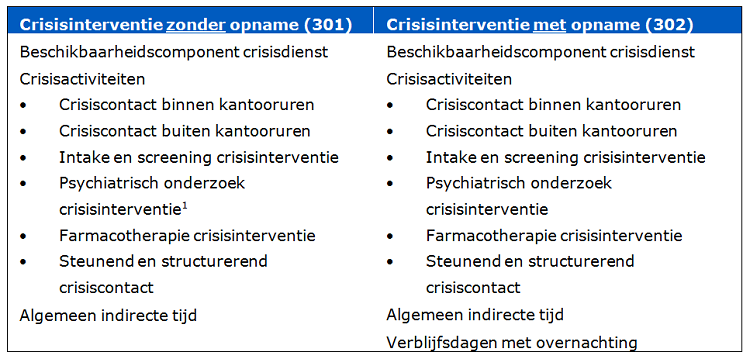 Crisisinterventie zonder opname (301)
Beschikbaarheidscomponent crisisdienst
Crisisactiviteiten
• Crisiscontact binnen kantooruren
• Crisiscontact buiten kantooruren
• Intake en screening crisisinterventie
• Psychiatrisch onderzoek
crisisinterventie¹
• Farmacotherapie crisisinterventie
• Steunend en structurerend
crisiscontact
Algemeen indirecte tijd
Crisisinterventie met opname (302)
Beschikbaarheidscomponent crisisdienst
Crisisactiviteiten
• Crisiscontact binnen kantooruren
• Crisiscontact buiten kantooruren
• Intake en screening crisisinterventie
• Psychiatrisch onderzoek
crisisinterventie
• Farmacotherapie crisisinterventie
• Steunend en structurerend
crisiscontact
Algemeen indirecte tijd
Verblijfsdagen met overnachting